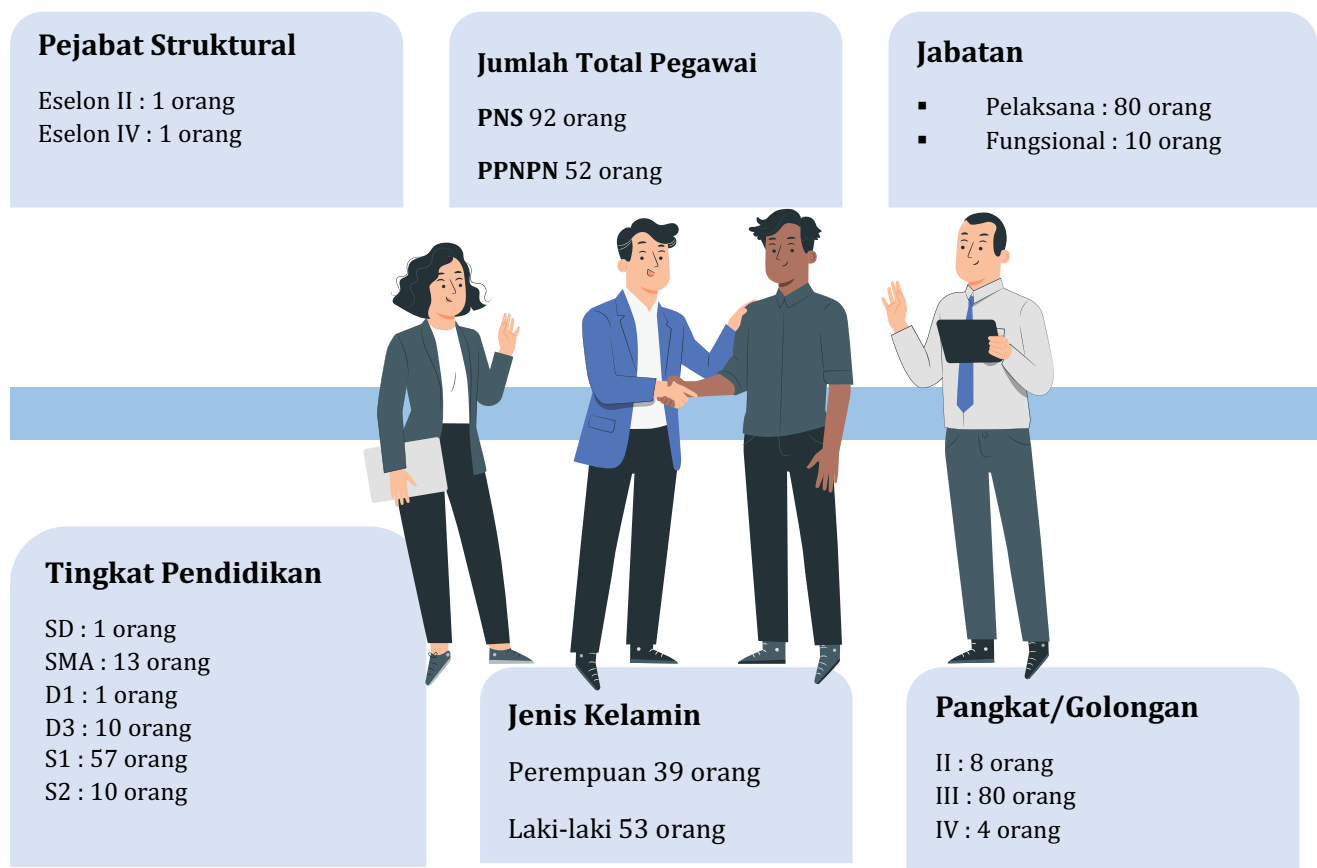 Pejabat Struktural
Eselon II : 1 orang
Eselon IV : 1 orang
Jumlah Total Pegawai
PNS 92 orang
PPNPN 52 orang
Jabatan
▪ Pelaksana : 80 orang
▪ Fungsional : 10 orang
Tingkat Pendidikan
SD : 1 orang
SMA : 13 orang
D1 : 1 orang
D3 : 10 orang
S1 : 57 orang
S2 : 10 orang
Jenis Kelamin
Perempuan 39 orang
Laki-laki 53 orang
Pangkat/Golongan
II : 8 orang
III : 80 orang
IV : 4 orang